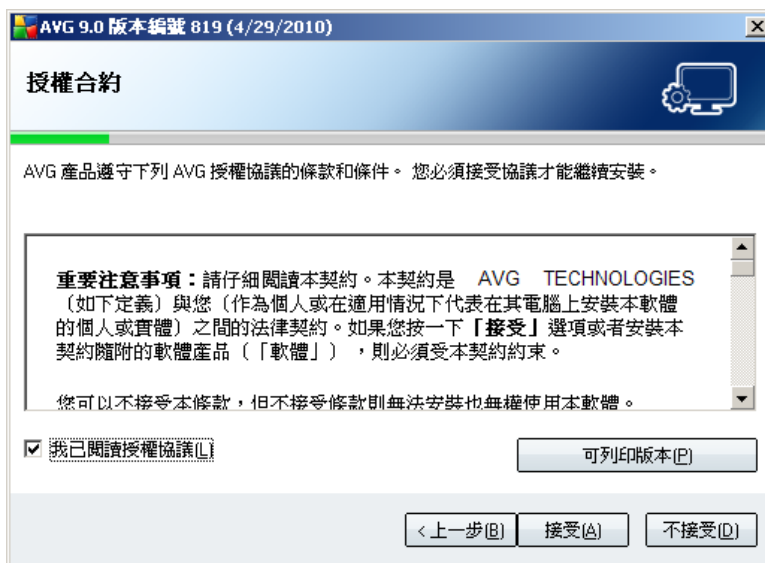 AVG 9.0 版本編號 819 (4/29/2010)
授權合約
AVG 產品遵守下列 AVG 授權協議的條款和條件。 您必須接受協議才能繼續安裝。
重要注意事項：請仔細閱讀本契約。本契約是 AVG TECHNOLOGIES
（如下定義）與您（作為個人或在適用情況下代表在其電腦上安裝本軟體
的個人或實體）之間的法律契約。如果您按一下「接受」選項或者安裝本
契約隨附的軟體產品（「軟體」），則必須受本契約約束。
您可以不接受本條款，但不接受條款則無法安裝也無權使用本軟體。
我已閱讀授權協議(L)
可列印版本(P)
<上一步(B) 接受(A) 不接受(D)